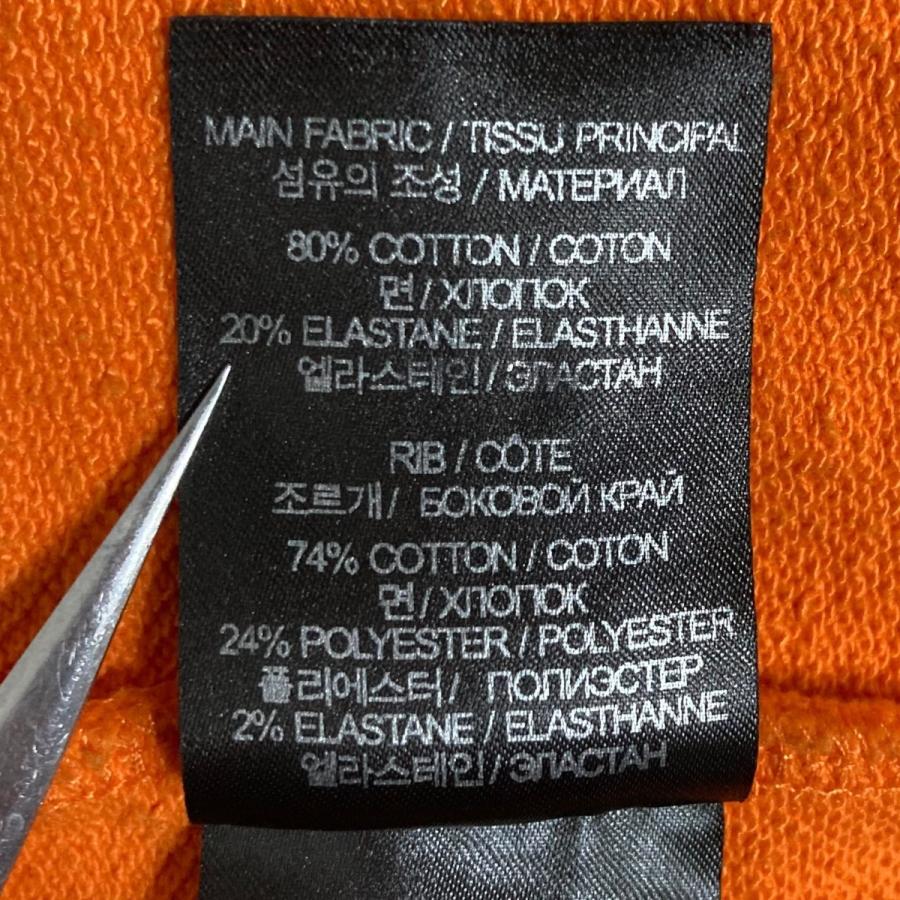 MAIN FABRIC / TISSU PRINCIPAL
섬유의 조성 / МАТЕРИАЛ
80% COTTON / COTON
면 / ХЛОПОК
20% ELASTANE / ELASTHANNE
엘라스테인 / ЭЛАСТАН
RIB / CÔTE
조르개 / БОКОВОЙ КРАЙ
74% COTTON / COTON
면 / ХЛОПОК
24% POLYESTER / POLYESTER
폴리에스터 / ПОЛИЭСТЕР
2% ELASTANE / ELASTHANNE
엘라스테인 / ЭЛАСТАН